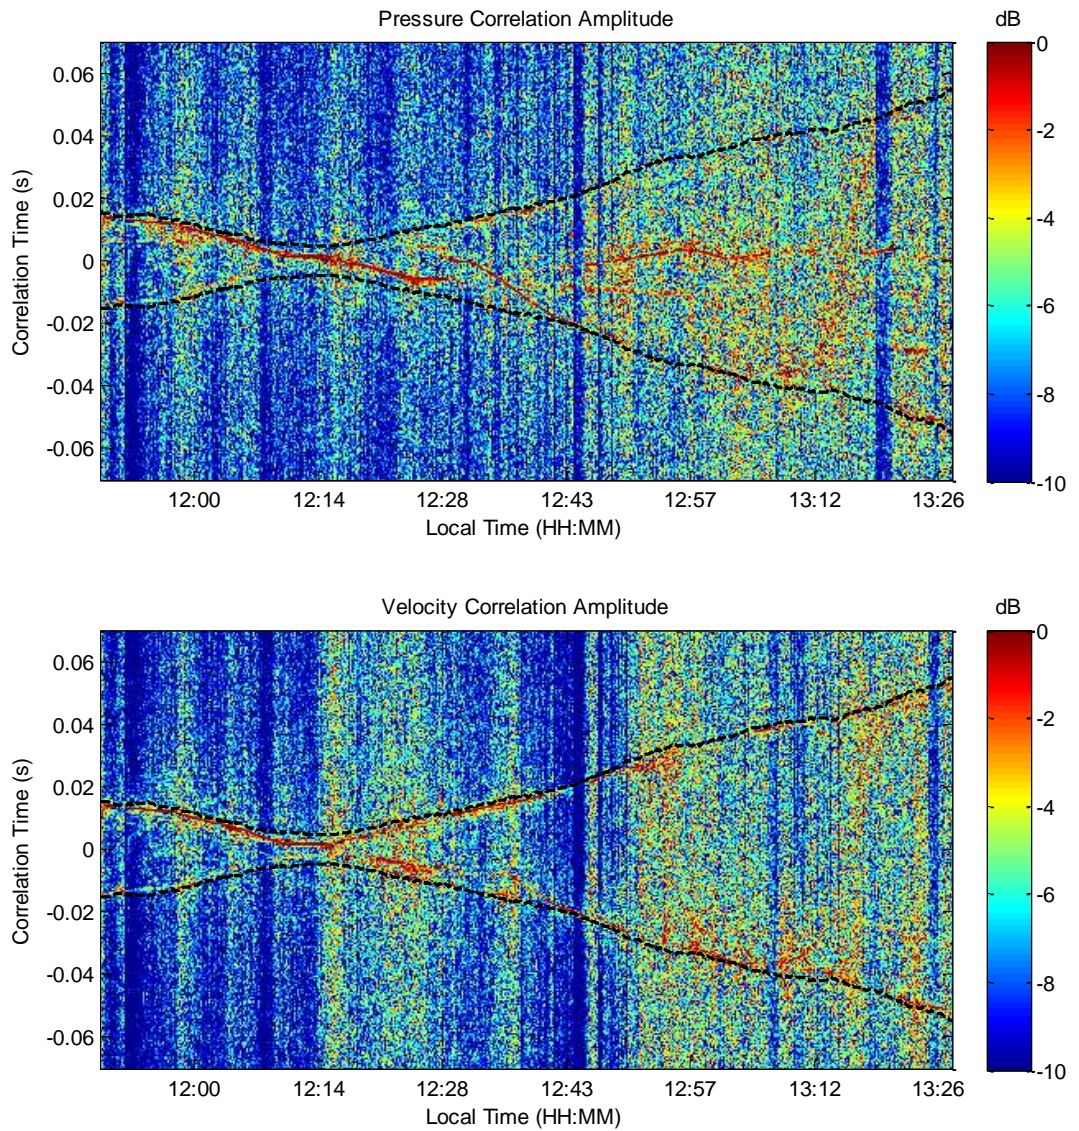 Pressure Correlation Amplitude
dB
0.06
0.04
0.02
0
-0.02
-0.04
-0.06
Correlation Time (s)
12:00 12:14 12:28 12:43 12:57 13:12 13:26
Local Time (HH:MM)
0
-2
-4
-6
-8
-10
Velocity Correlation Amplitude
dB
0.06
0.04
0.02
0
-0.02
-0.04
-0.06
Correlation Time (s)
12:00 12:14 12:28 12:43 12:57 13:12 13:26
Local Time (HH:MM)
0
-2
-4
-6
-8
-10